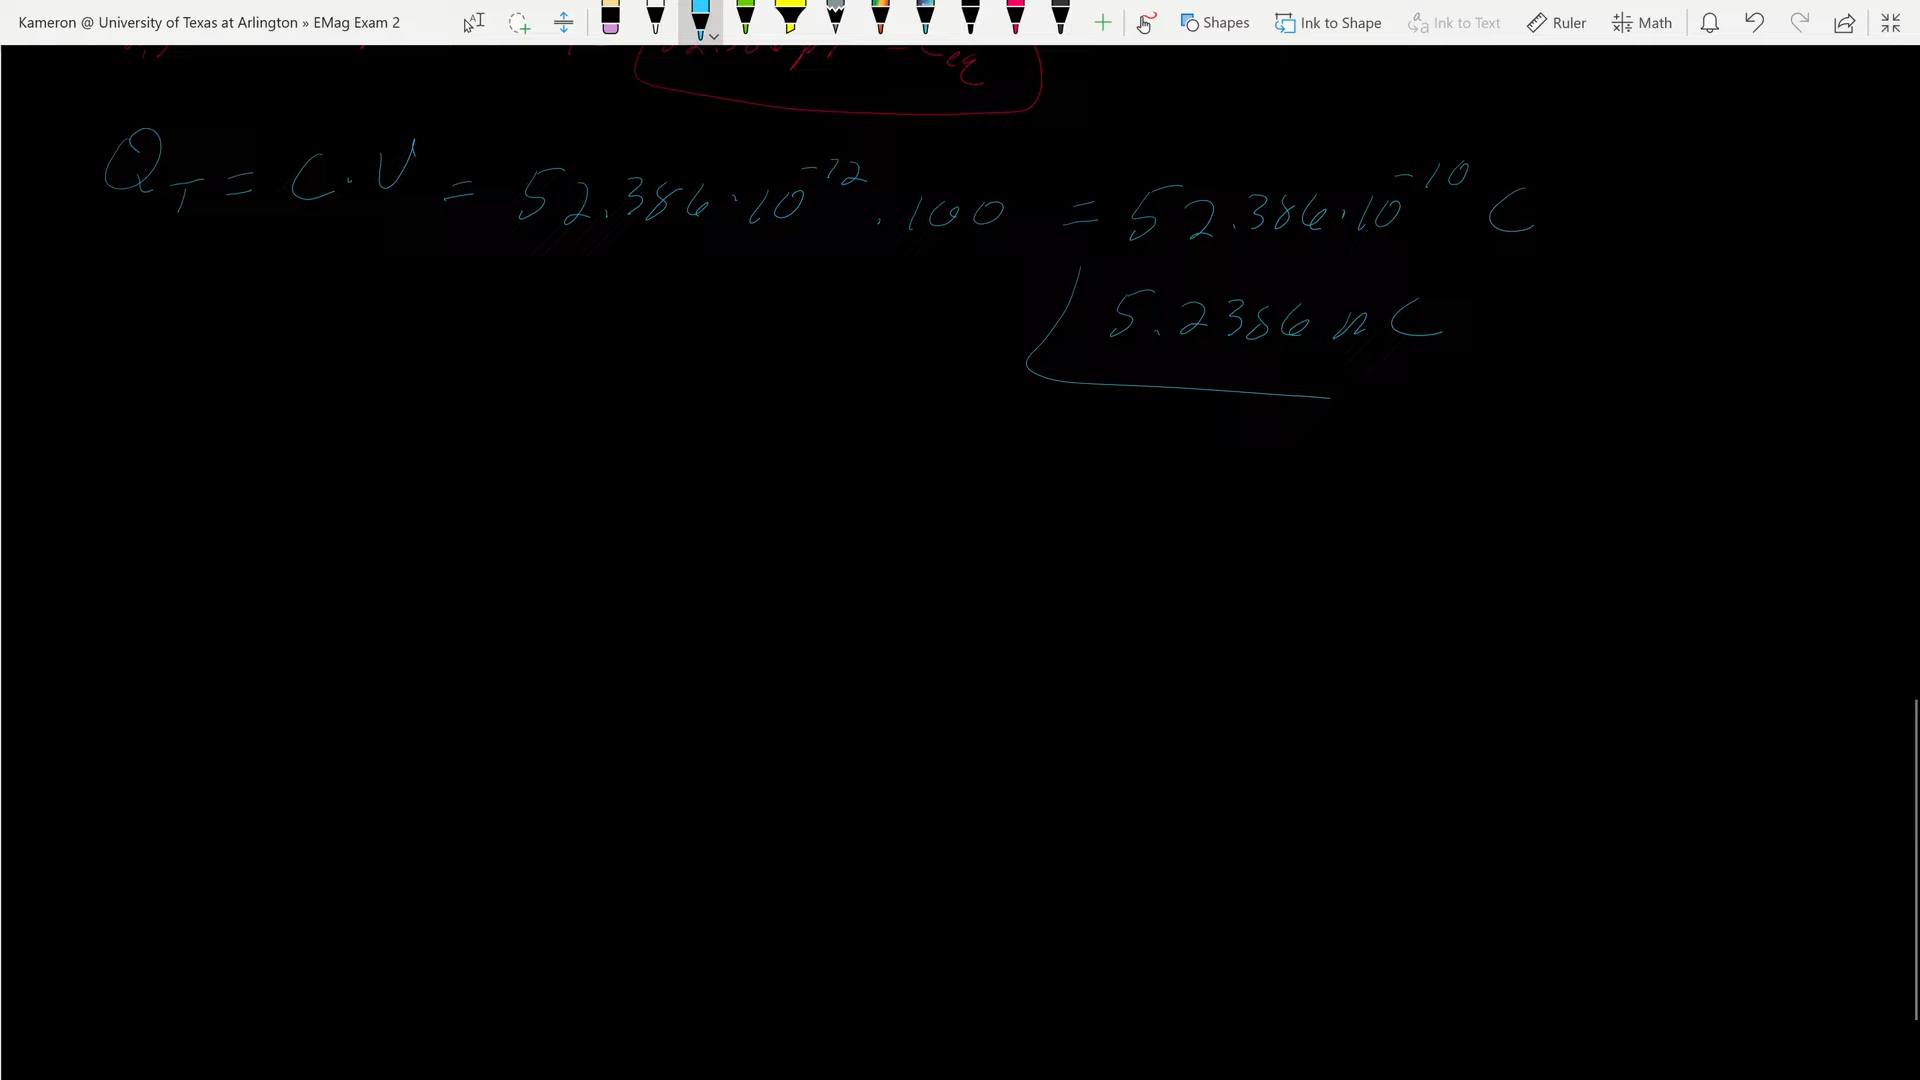 Kameron @ University of Texas at Arlington » EMag Exam 2
Shapes Ink to Shape Ink to Text Ruler Math
eq
Q_T = C · V = 52.386 · 10^-12 · 100 = 52.386 · 10^-10 C
5.2386 n C